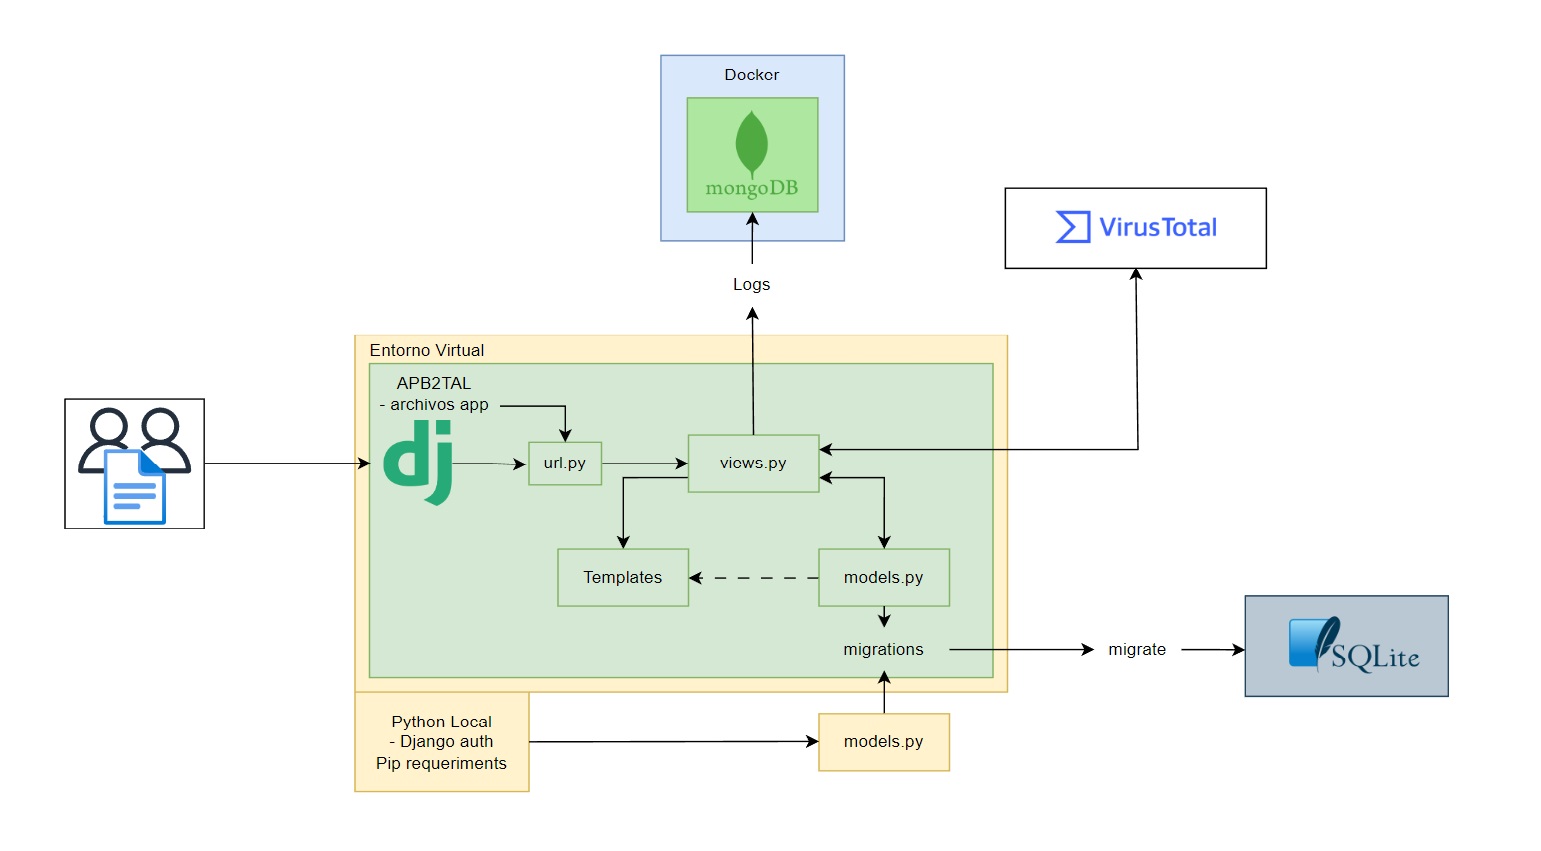 Docker
mongoDB
VirusTotal
Logs
Entorno Virtual
APB2TAL
- archivos app
dj
url.py
views.py
Templates
models.py
migrations
migrate
SQLite
Python Local
- Django auth
Pip requeriments
models.py